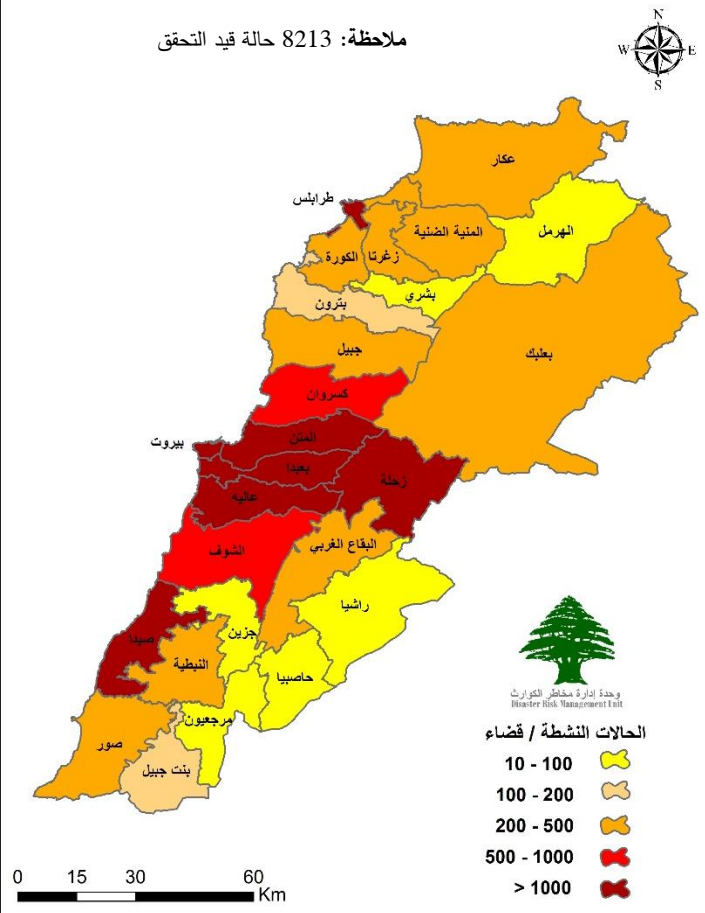 ملاحظة: 8213 حالة قيد التحقق
N
W E
S
عكار
طرابلس
الهرمل
المنية الضنية
زغرتا
الكورة
بشري
بترون
جبيل
بعلبك
كسروان
المتن
بيروت
بعبدا
زحلة
عاليه
البقاع الغربي
الشوف
راشيا
جزين
صيدا
النبطية
حاصبيا
مرجعيون
صور
بنت جبيل
وحدة إدارة مخاطر الكوارث
Disaster Risk Management Unit
الحالات النشطة / قضاء
10 - 100
100 - 200
200 - 500
500 - 1000
> 1000
0 15 30 60
Km